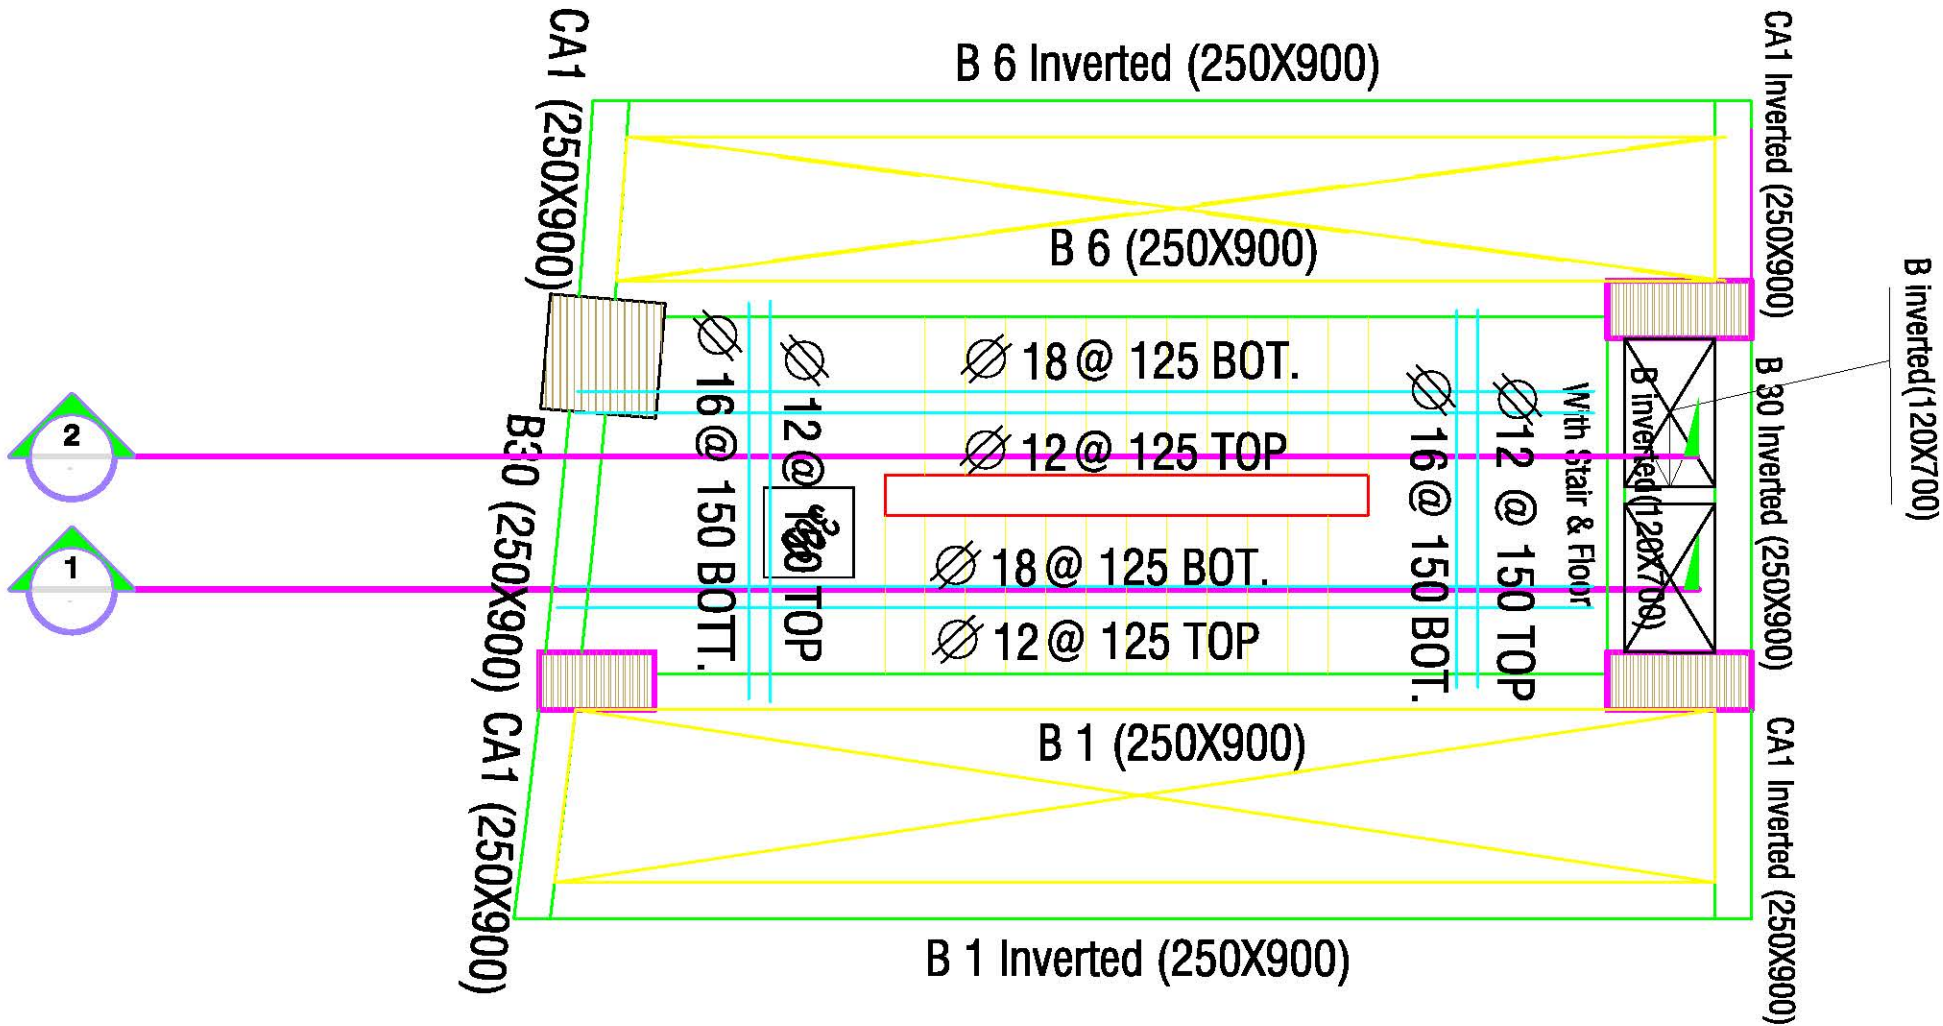 B 6 Inverted (250X900)
CA1 (250X900)
CA1 Inverted (250X900)
B 6 (250X900)
B inverted(120X700)
Ø 18 @ 125 BOT.
Ø 12 @ 125 TOP
Ø 16 @ 150 BOTT.
Ø 12 @ TOP
Ø 16 @ 150 BOT.
Ø 12 @ 150 TOP
With Stair & Floor
B inverted(120X700)
B 30 Inverted (250X900)
2
B30 (250X900)
1
Ø 18 @ 125 BOT.
Ø 12 @ 125 TOP
B 1 (250X900)
CA1 (250X900)
CA1 Inverted (250X900)
B 1 Inverted (250X900)